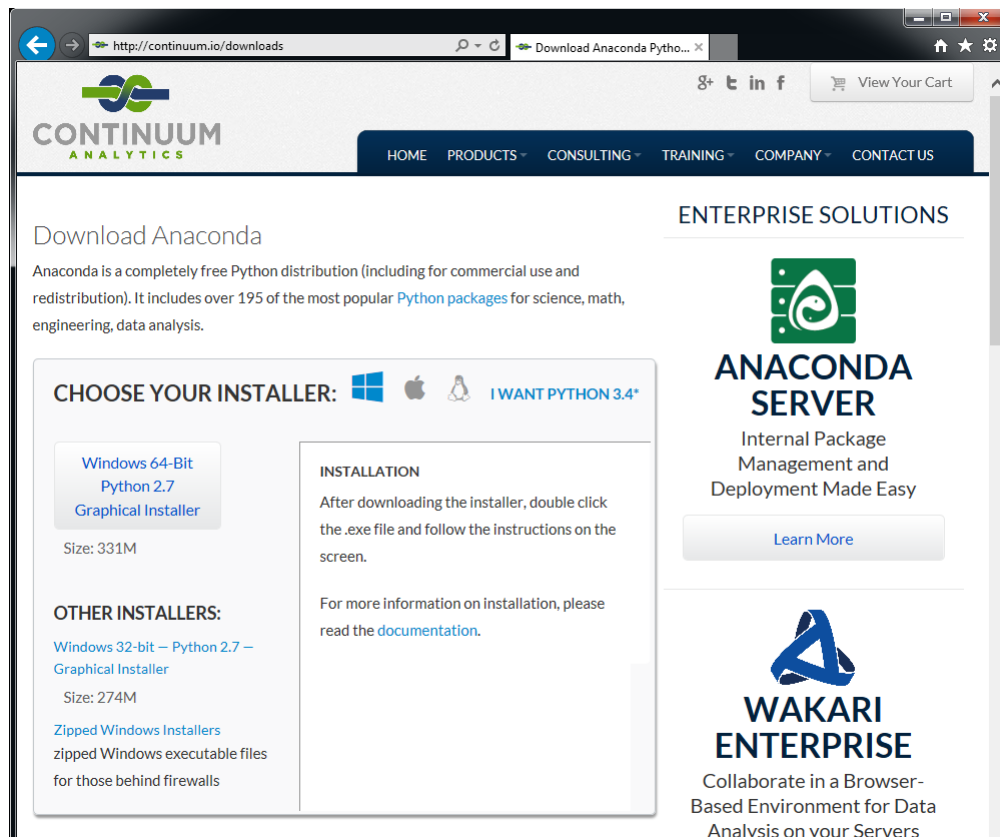 http://continuum.io/downloads
Download Anaconda Pytho...
View Your Cart
CONTINUUM
ANALYTICS
HOME PRODUCTS CONSULTING TRAINING COMPANY CONTACT US
Download Anaconda
Anaconda is a completely free Python distribution (including for commercial use and
redistribution). It includes over 195 of the most popular Python packages for science, math,
engineering, data analysis.
CHOOSE YOUR INSTALLER: I WANT PYTHON 3.4*
Windows 64-Bit
Python 2.7
Graphical Installer
Size: 331M
OTHER INSTALLERS:
Windows 32-bit — Python 2.7 —
Graphical Installer
Size: 274M
Zipped Windows Installers
zipped Windows executable files
for those behind firewalls
INSTALLATION
After downloading the installer, double click
the .exe file and follow the instructions on the
screen.
For more information on installation, please
read the documentation.
ENTERPRISE SOLUTIONS
ANACONDA
SERVER
Internal Package
Management and
Deployment Made Easy
Learn More
WAKARI
ENTERPRISE
Collaborate in a Browser-
Based Environment for Data
Analysis on your Servers